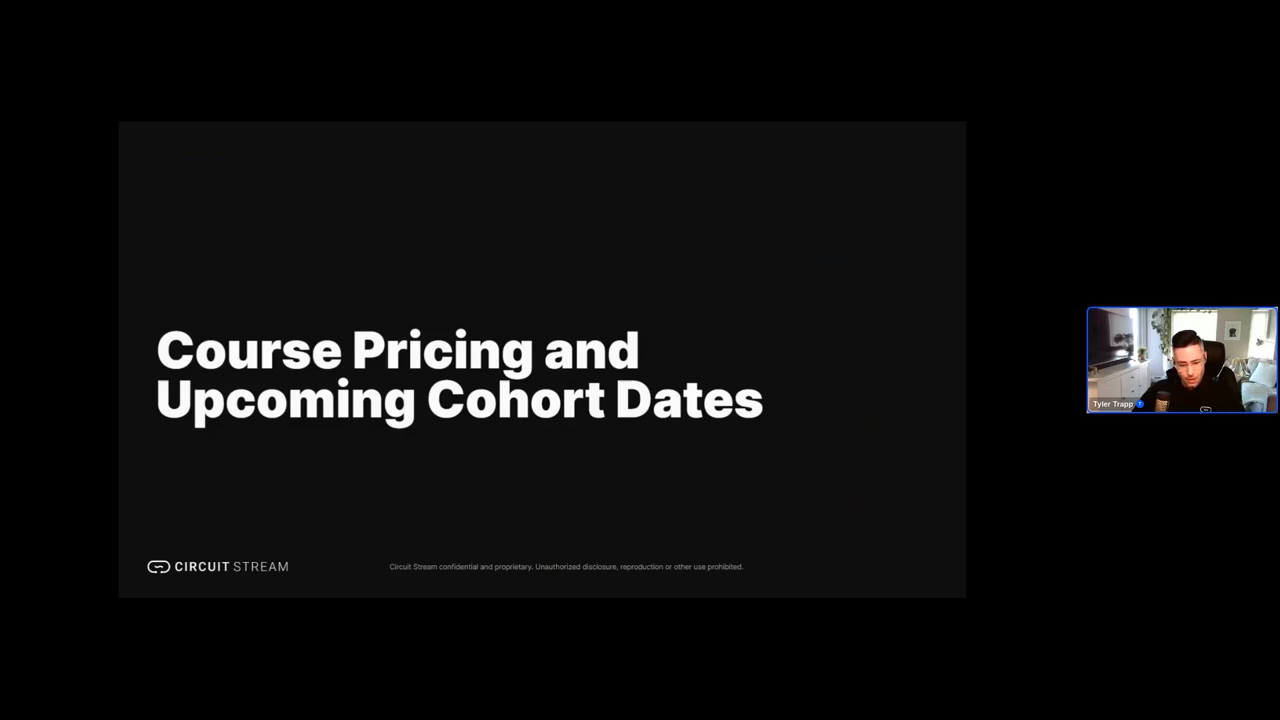 Course Pricing and
Upcoming Cohort Dates
CIRCUIT STREAM
Circuit Stream confidential and proprietary. Unauthorized disclosure, reproduction or other use prohibited.
Tyler Trapp